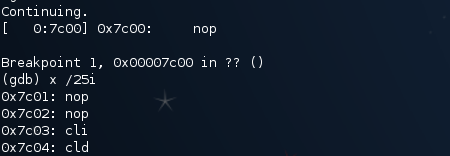 Continuing.
[   0:7c00] 0x7c00:     nop
Breakpoint 1, 0x00007c00 in ?? ()
(gdb) x /25i
0x7c01: nop
0x7c02: nop
0x7c03: cli
0x7c04: cld